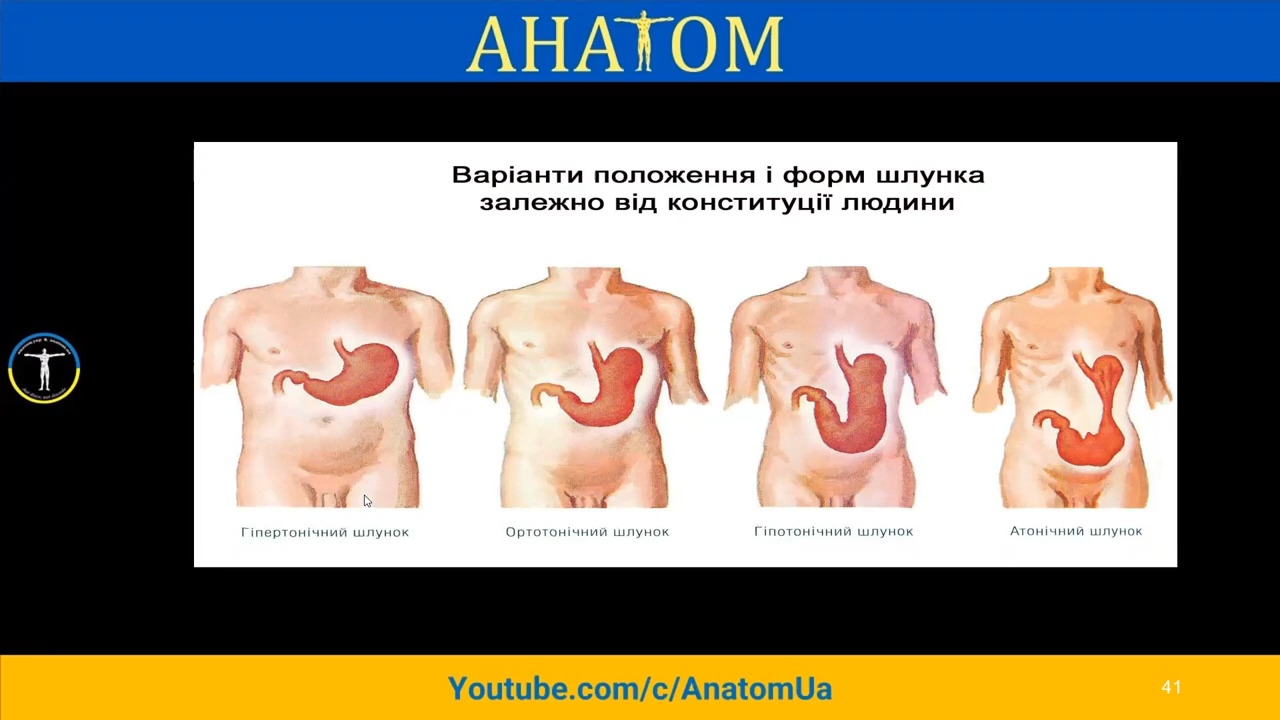 АНАТОМ
Варіанти положення і форм шлунка
залежно від конституції людини
Гіпертонічний шлунок
Ортотонічний шлунок
Гіпотонічний шлунок
Атонічний шлунок
Youtube.com/c/AnatomUa
41